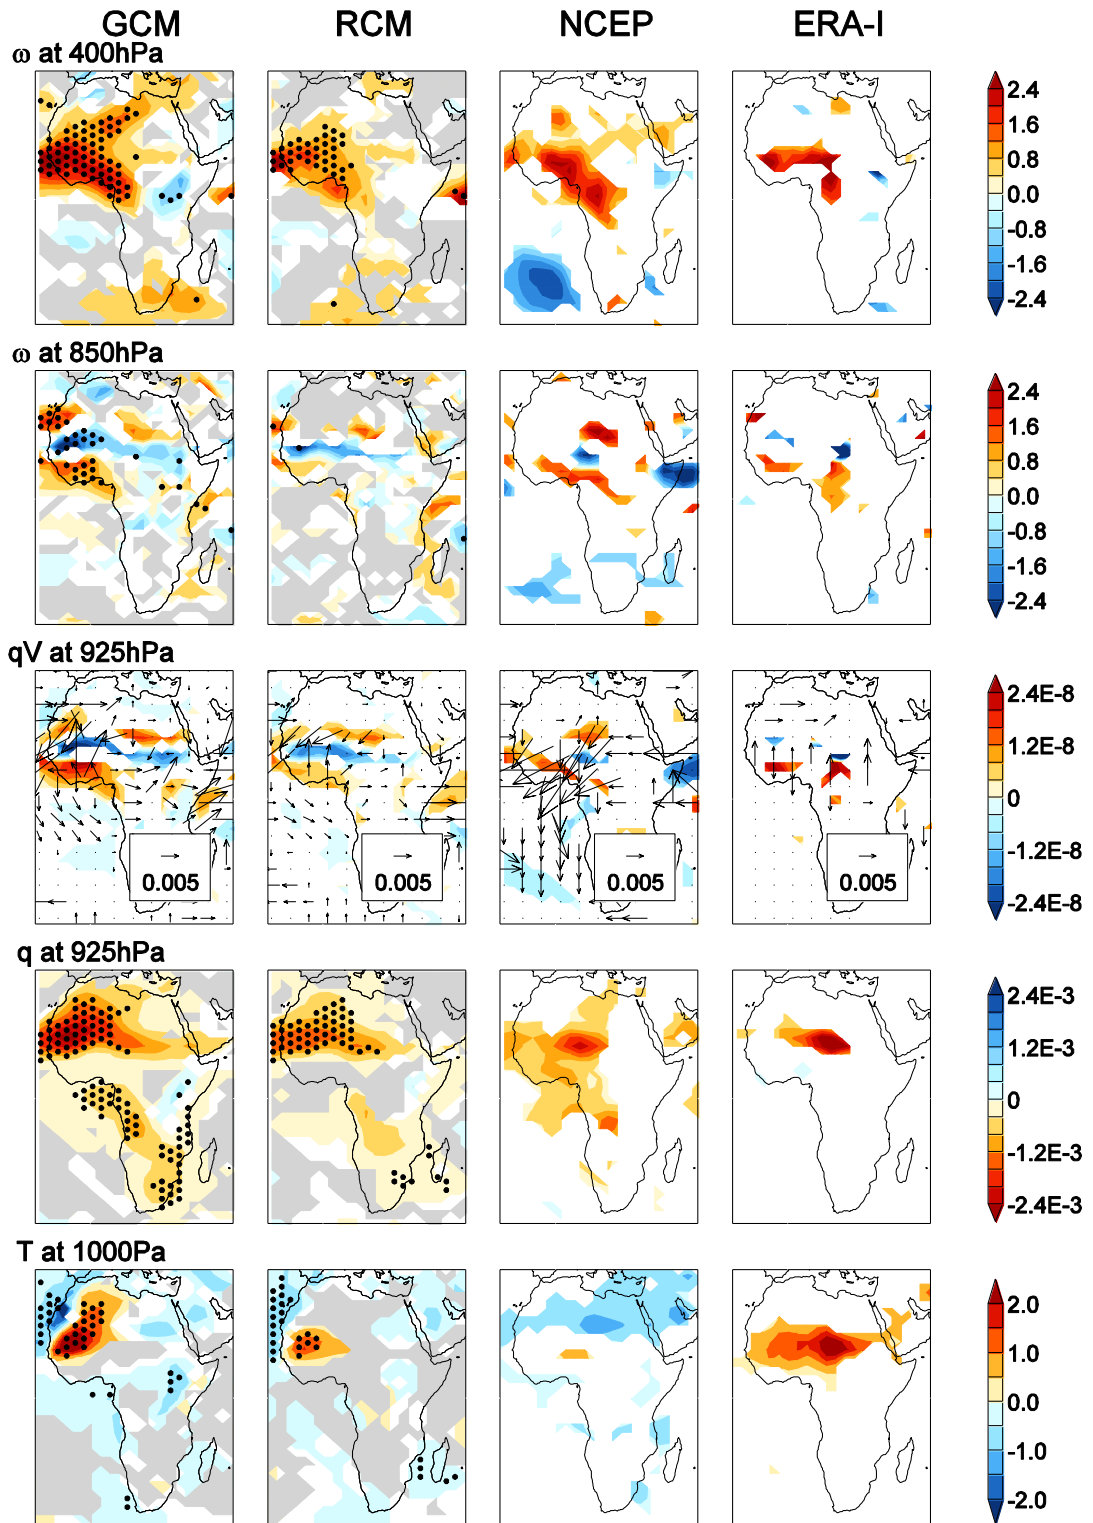 GCM RCM NCEP ERA-I
ω at 400hPa
2.4
1.6
0.8
0.0
-0.8
-1.6
-2.4
ω at 850hPa
2.4
1.6
0.8
0.0
-0.8
-1.6
-2.4
qV at 925hPa
2.4E-8
1.2E-8
0
-1.2E-8
-2.4E-8
0.005 0.005 0.005 0.005
q at 925hPa
2.4E-3
1.2E-3
0
-1.2E-3
-2.4E-3
T at 1000Pa
2.0
1.0
0.0
-1.0
-2.0